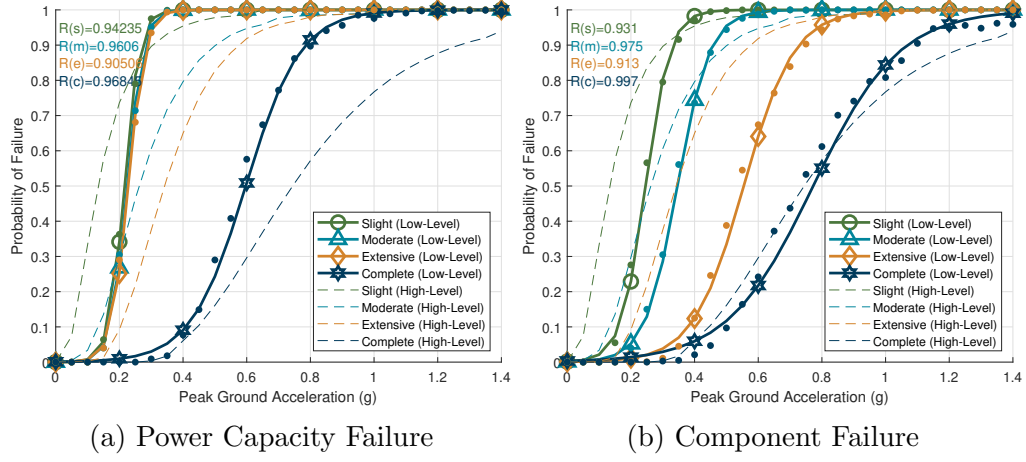 1
0.9
0.8
0.7
0.6
0.5
0.4
0.3
0.2
0.1
0
Probability of Failure
R(s)=0.94235
R(m)=0.9606
R(e)=0.90506
R(c)=0.96845
Slight (Low-Level)
Moderate (Low-Level)
Extensive (Low-Level)
Complete (Low-Level)
Slight (High-Level)
Moderate (High-Level)
Extensive (High-Level)
Complete (High-Level)
0 0.2 0.4 0.6 0.8 1 1.2 1.4
Peak Ground Acceleration (g)
(a) Power Capacity Failure
1
0.9
0.8
0.7
0.6
0.5
0.4
0.3
0.2
0.1
0
Probability of Failure
R(s)=0.931
R(m)=0.975
R(e)=0.913
R(c)=0.997
Slight (Low-Level)
Moderate (Low-Level)
Extensive (Low-Level)
Complete (Low-Level)
Slight (High-Level)
Moderate (High-Level)
Extensive (High-Level)
Complete (High-Level)
0 0.2 0.4 0.6 0.8 1 1.2 1.4
Peak Ground Acceleration (g)
(b) Component Failure